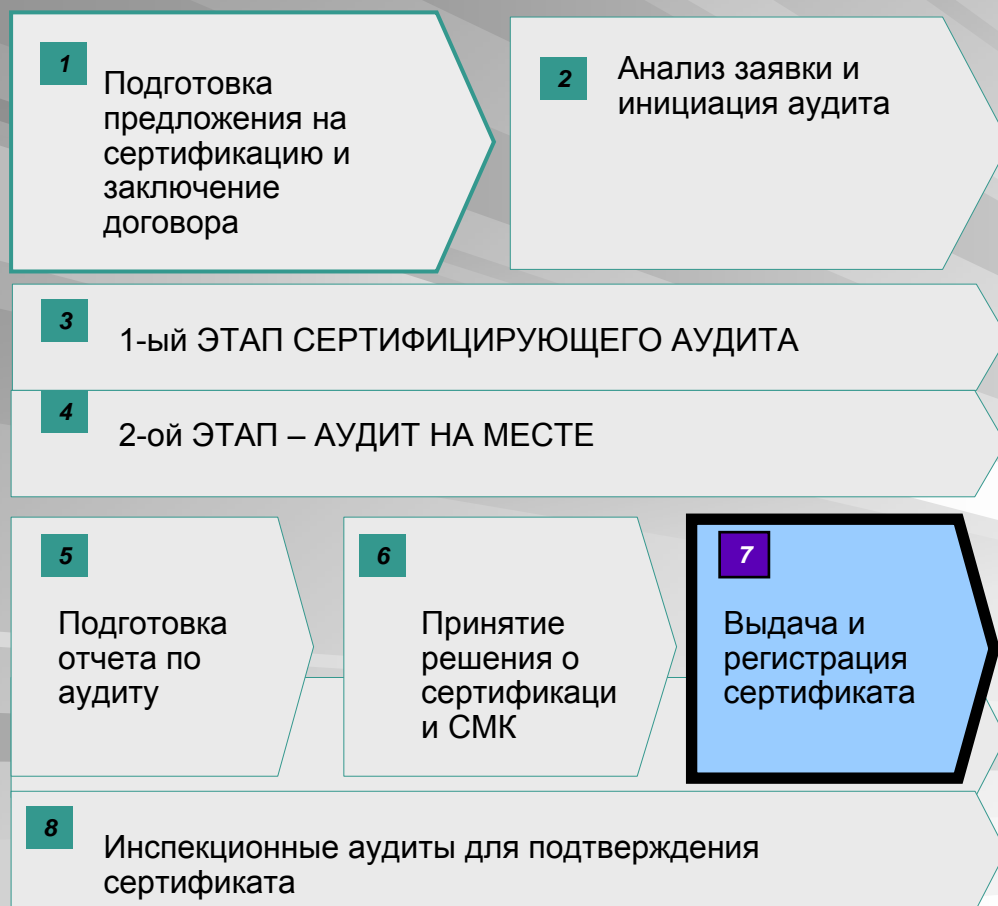 1
Подготовка
предложения на
сертификацию и
заключение
договора
2
Анализ заявки и
инициация аудита
3
1-ый ЭТАП СЕРТИФИЦИРУЮЩЕГО АУДИТА
4
2-ой ЭТАП – АУДИТ НА МЕСТЕ
5
Подготовка
отчета по
аудиту
6
Принятие
решения о
сертификаци
и СМК
7
Выдача и
регистрация
сертификата
8
Инспекционные аудиты для подтверждения
сертификата